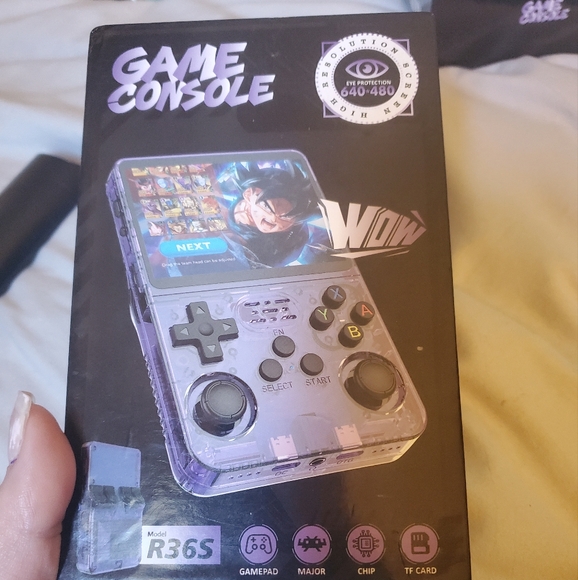 GAME
CONSOLE
GAME
CONSOLE
HIGH RESOLUTION SCREEN
EYE PROTECTION
640*480
NEXT
WOW
X
Y
A
B
FN
SELECT
START
Model
R36S
GAMEPAD
MAJOR
CHIP
TF CARD